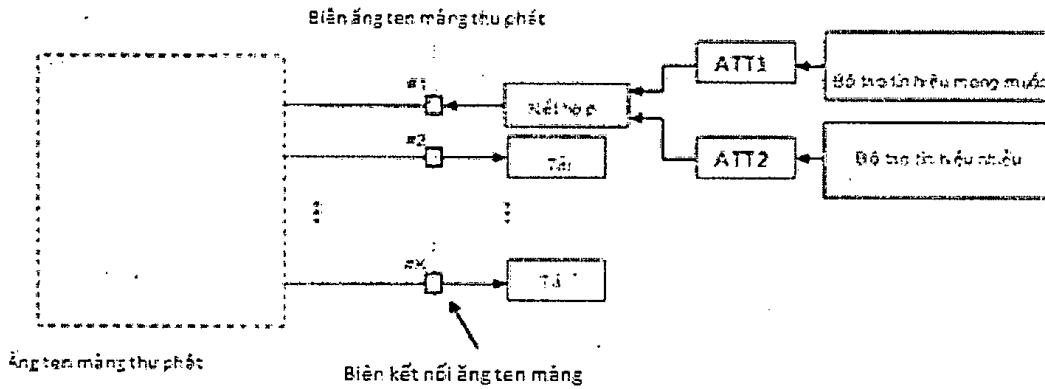 Biên ăng ten mảng thu phát
#1
Kết hợp
ATT1
Bộ tạo tín hiệu mong muốn
#2
Tải
ATT2
Bộ tạo tín hiệu nhiễu
#K
Tải
Ăng ten mảng thu phát
Biên kết nối ăng ten mảng